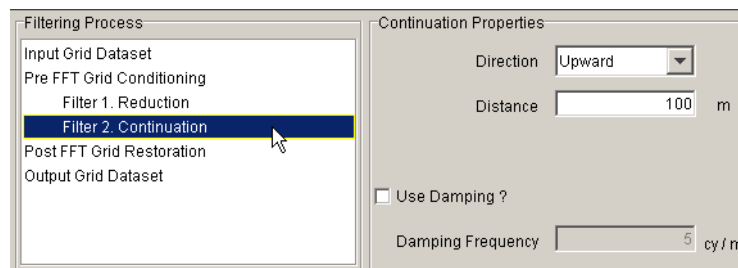 Filtering Process
Input Grid Dataset
Pre FFT Grid Conditioning
Filter 1. Reduction
Filter 2. Continuation
Post FFT Grid Restoration
Output Grid Dataset
Continuation Properties
Direction Upward
Distance 100 m
Use Damping ?
Damping Frequency 5 cy / m